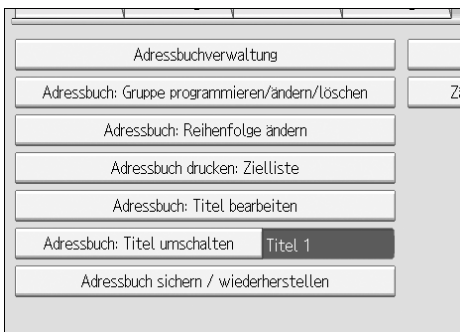 Adressbuchverwaltung
Adressbuch: Gruppe programmieren/ändern/löschen
Adressbuch: Reihenfolge ändern
Adressbuch drucken: Zielliste
Adressbuch: Titel bearbeiten
Adressbuch: Titel umschalten Titel 1
Adressbuch sichern / wiederherstellen